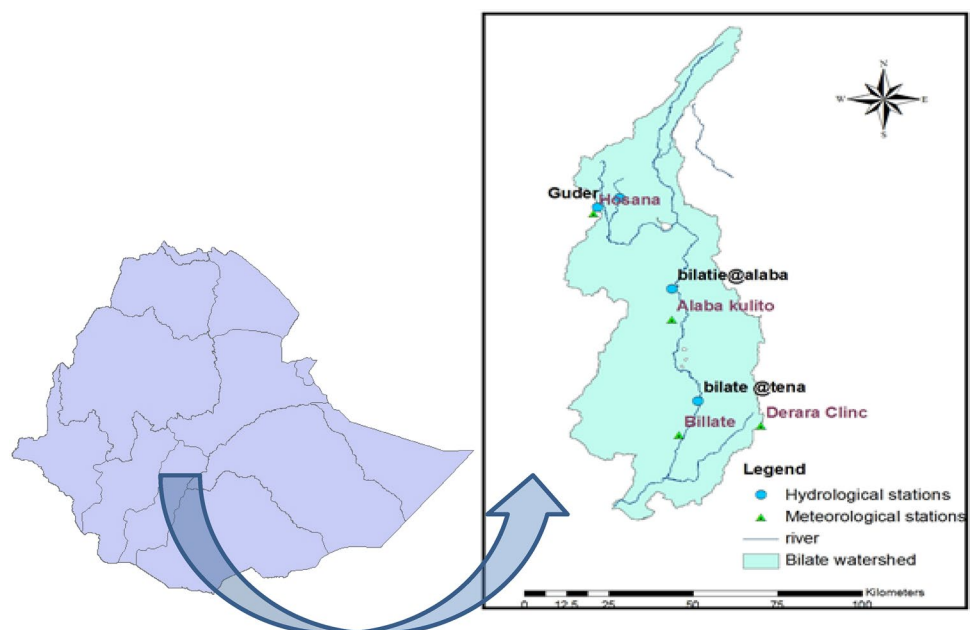 N
W E
S
Guder
Hosana
bilatie@alaba
Alaba kulito
bilate @tena
Derara Clinc
Billate
Legend
Hydrological stations
Meteorological stations
river
Bilate watershed
Kilometers
0 12.5 25 50 75 100